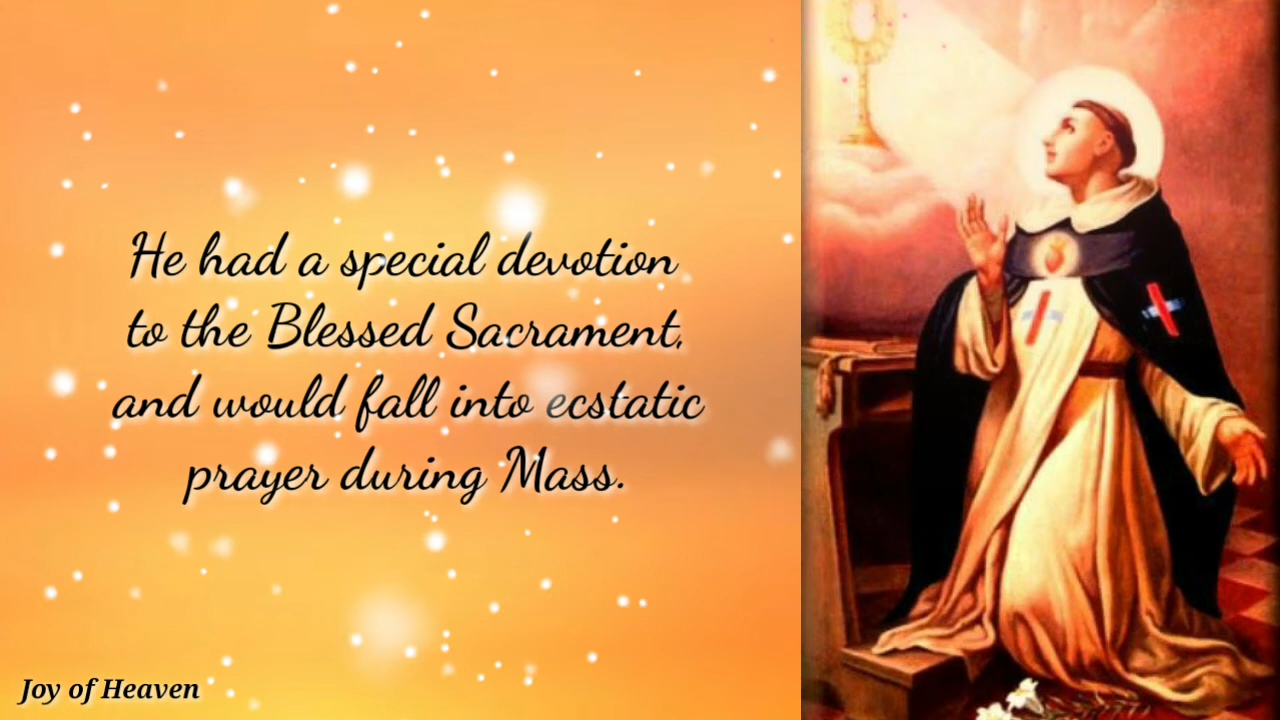 He had a special devotion
to the Blessed Sacrament,
and would fall into ecstatic
prayer during Mass.
Joy of Heaven